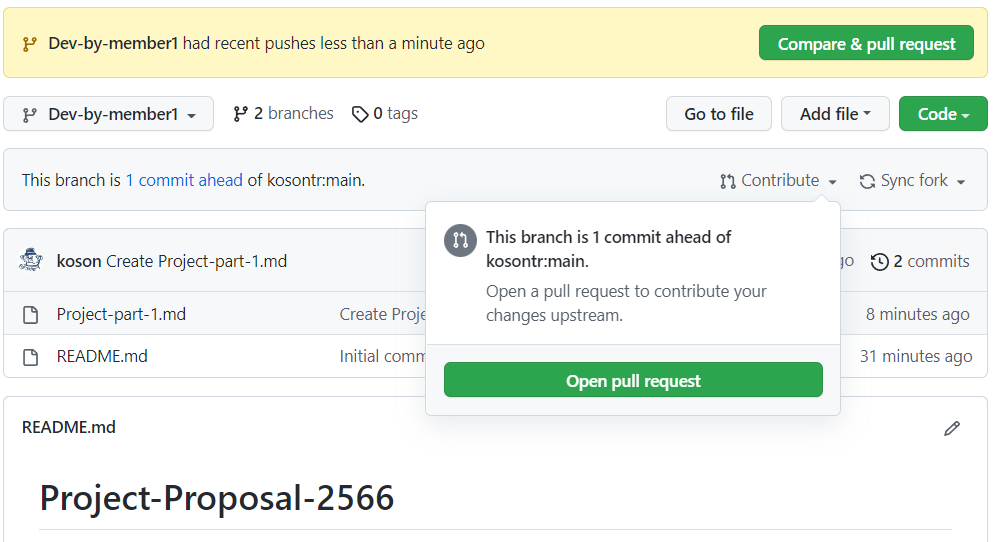 Dev-by-member1 had recent pushes less than a minute ago
Compare & pull request
Dev-by-member1
2 branches
0 tags
Go to file
Add file
Code
This branch is 1 commit ahead of kosontr:main.
Contribute
Sync fork
This branch is 1 commit ahead of
kosontr:main.
Open a pull request to contribute your
changes upstream.
Open pull request
koson Create Project-part-1.md
go
2 commits
Project-part-1.md
Create Proje
8 minutes ago
README.md
Initial comm
31 minutes ago
README.md
Project-Proposal-2566